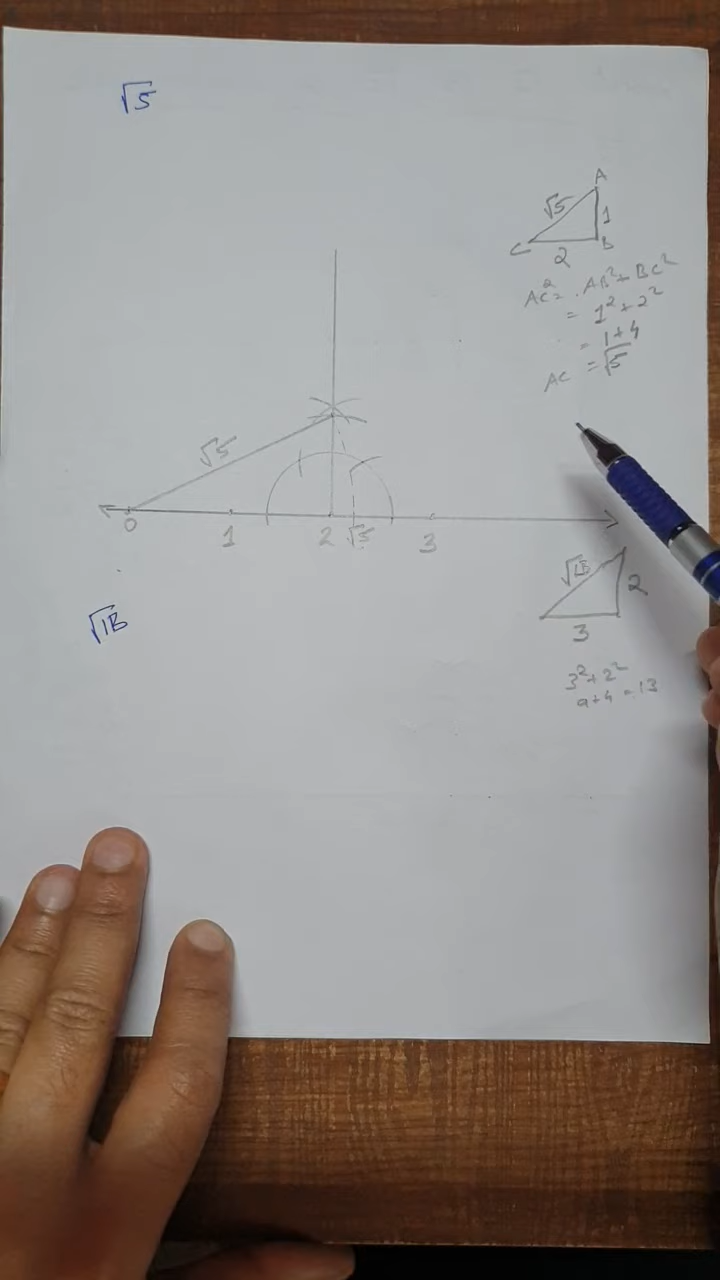 √5
A
√5 1
C 2 B
AC² = AB² + BC²
= 1² + 2²
= 1+4
AC = √5
√5
0 1 2 √5 3
√13
√13 2
3
3² + 2²
9+4 = 13